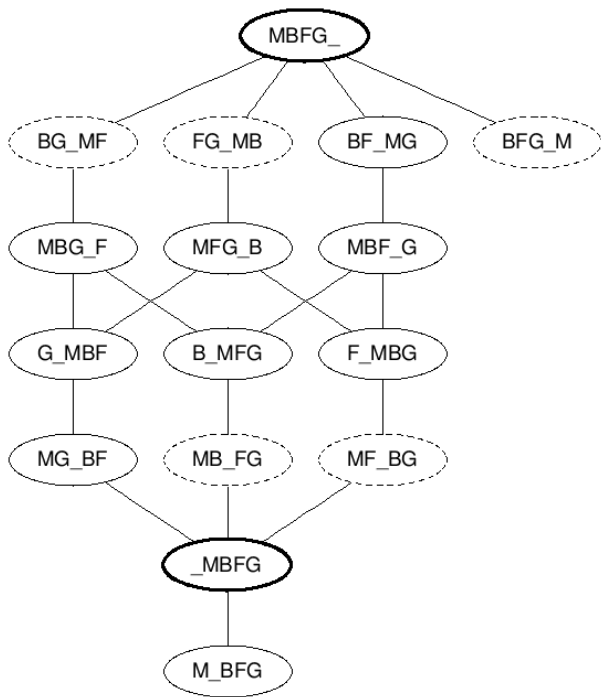 MBFG_
BG_MF FG_MB BF_MG BFG_M
MBG_F MFG_B MBF_G
G_MBF B_MFG F_MBG
MG_BF MB_FG MF_BG
_MBFG
M_BFG